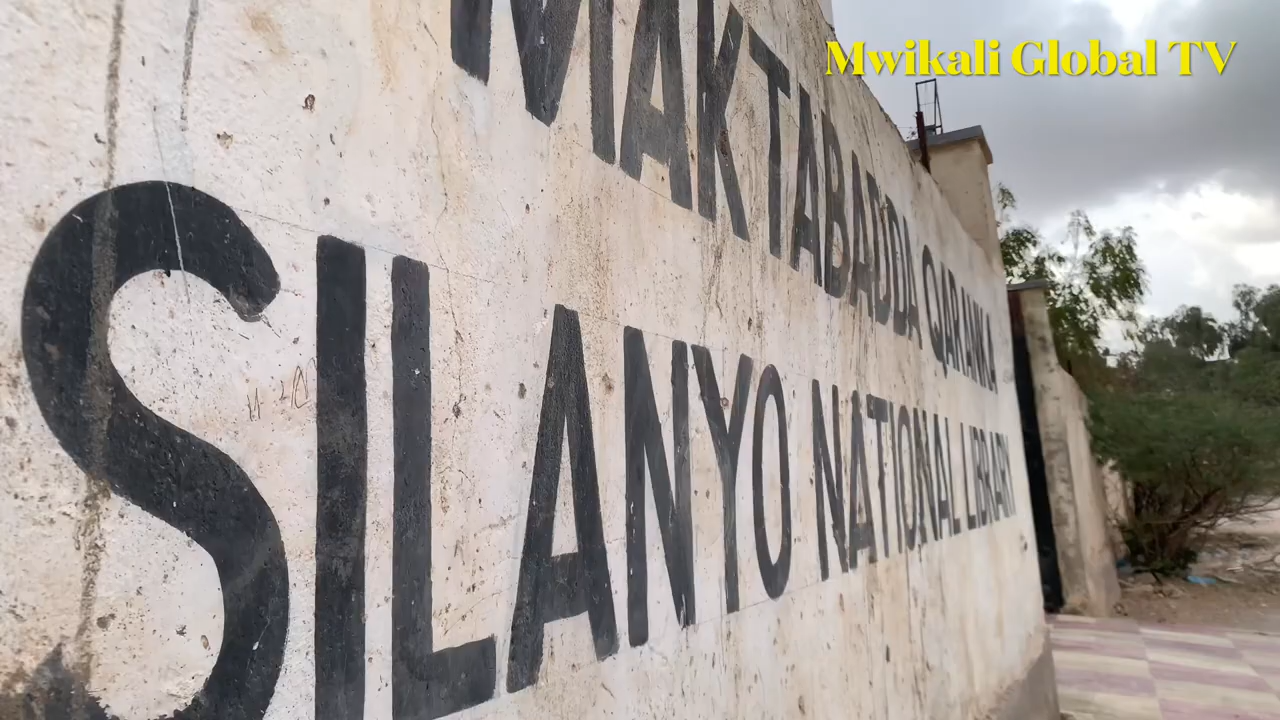 Mwikali Global TV
MAKTABADDA QARANKA
SILANYO NATIONAL LIBRARY